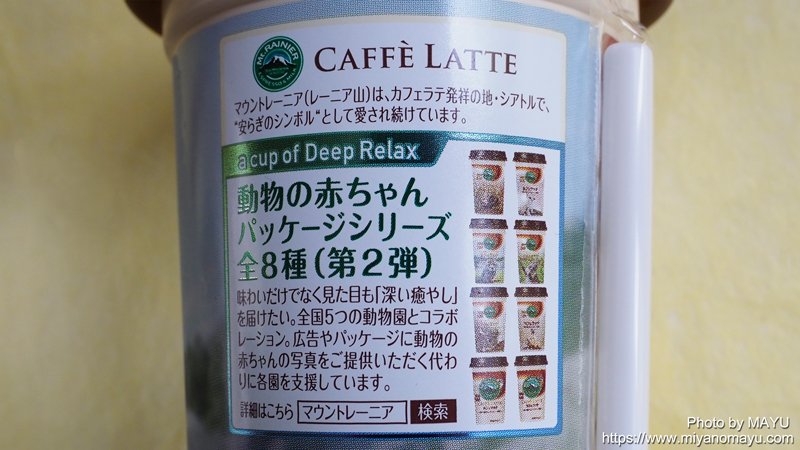 MT.RAINIER
CAFFÈ LATTE
マウントレーニア(レーニア山)は、カフェラテ発祥の地・シアトルで、
“安らぎのシンボル“として愛され続けています。
a cup of Deep Relax
動物の赤ちゃん
パッケージシリーズ
全8種(第2弾)
味わいだけでなく見た目も「深い癒やし」
を届けたい。全国5つの動物園とコラボ
レーション。広告やパッケージに動物の
赤ちゃんの写真をご提供いただく代わ
りに各園を支援しています。
詳細はこちら マウントレーニア 検索
Photo by MAYU
https://www.miyanomayu.com/